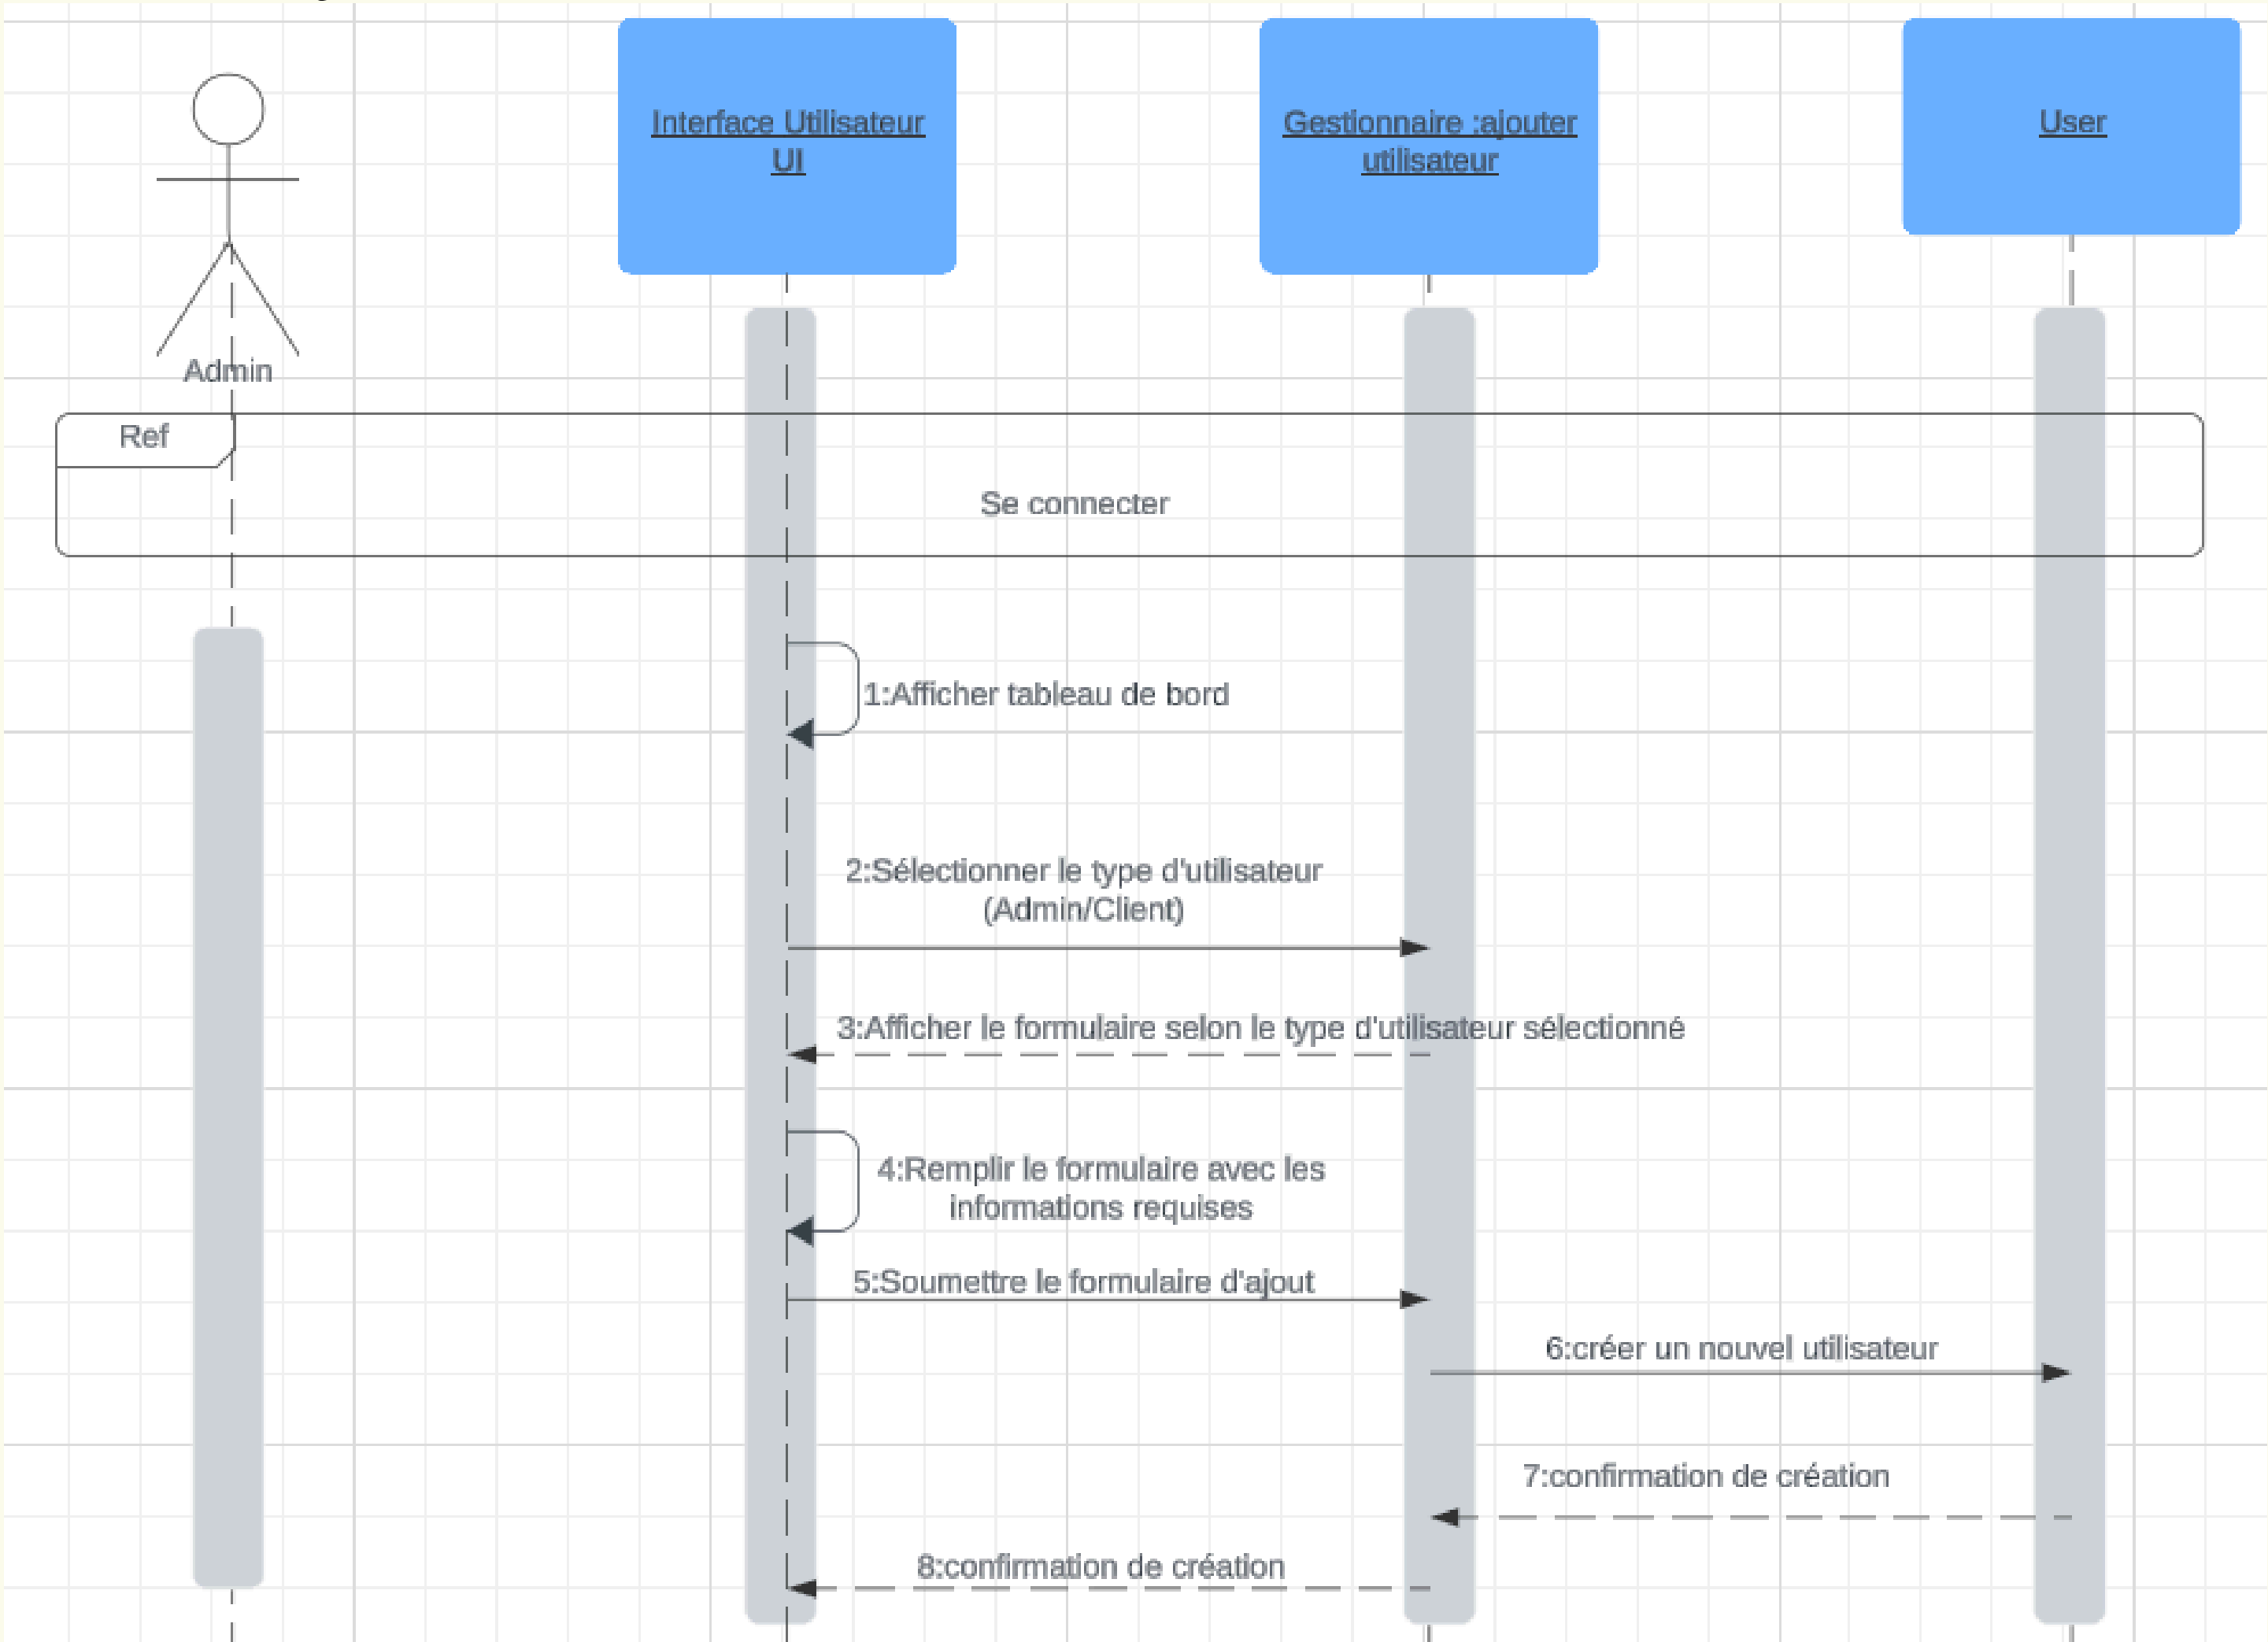 Interface Utilisateur
UI
Gestionnaire :ajouter
utilisateur
User
Admin
Ref
Se connecter
1:Afficher tableau de bord
2:Sélectionner le type d'utilisateur
(Admin/Client)
3:Afficher le formulaire selon le type d'utilisateur sélectionné
4:Remplir le formulaire avec les
informations requises
5:Soumettre le formulaire d'ajout
6:créer un nouvel utilisateur
7:confirmation de création
8:confirmation de création